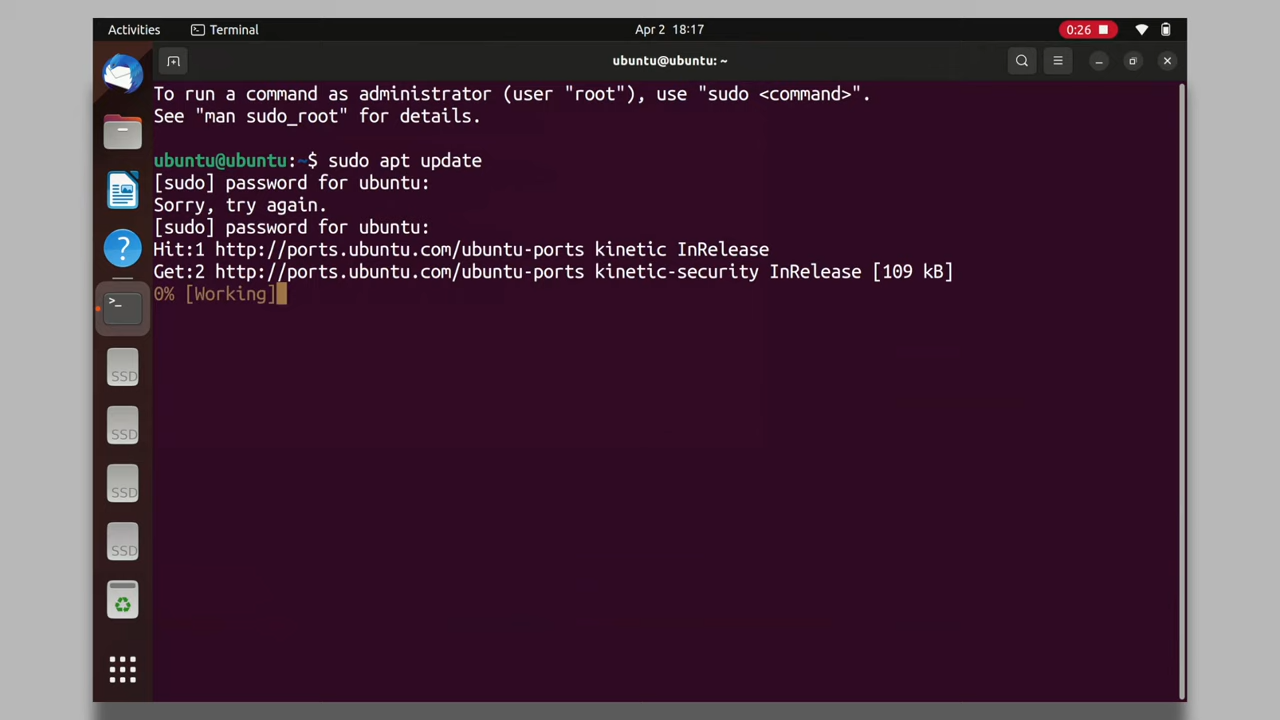 Activities Terminal Apr 2 18:17 0:26
ubuntu@ubuntu: ~
To run a command as administrator (user "root"), use "sudo <command>".
See "man sudo_root" for details.
ubuntu@ubuntu:~$ sudo apt update
[sudo] password for ubuntu:
Sorry, try again.
[sudo] password for ubuntu:
Hit:1 http://ports.ubuntu.com/ubuntu-ports kinetic InRelease
Get:2 http://ports.ubuntu.com/ubuntu-ports kinetic-security InRelease [109 kB]
0% [Working]
SSD
SSD
SSD
SSD